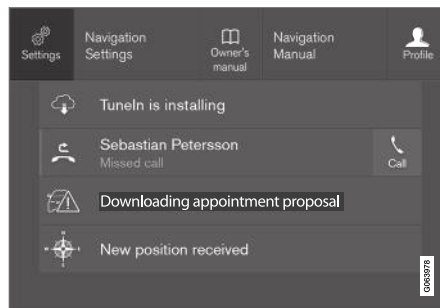 Settings
Navigation
Settings
Owner's
manual
Navigation
Manual
Profile
TuneIn is installing
Sebastian Petersson
Missed call
Call
Downloading appointment proposal
New position received
G063978